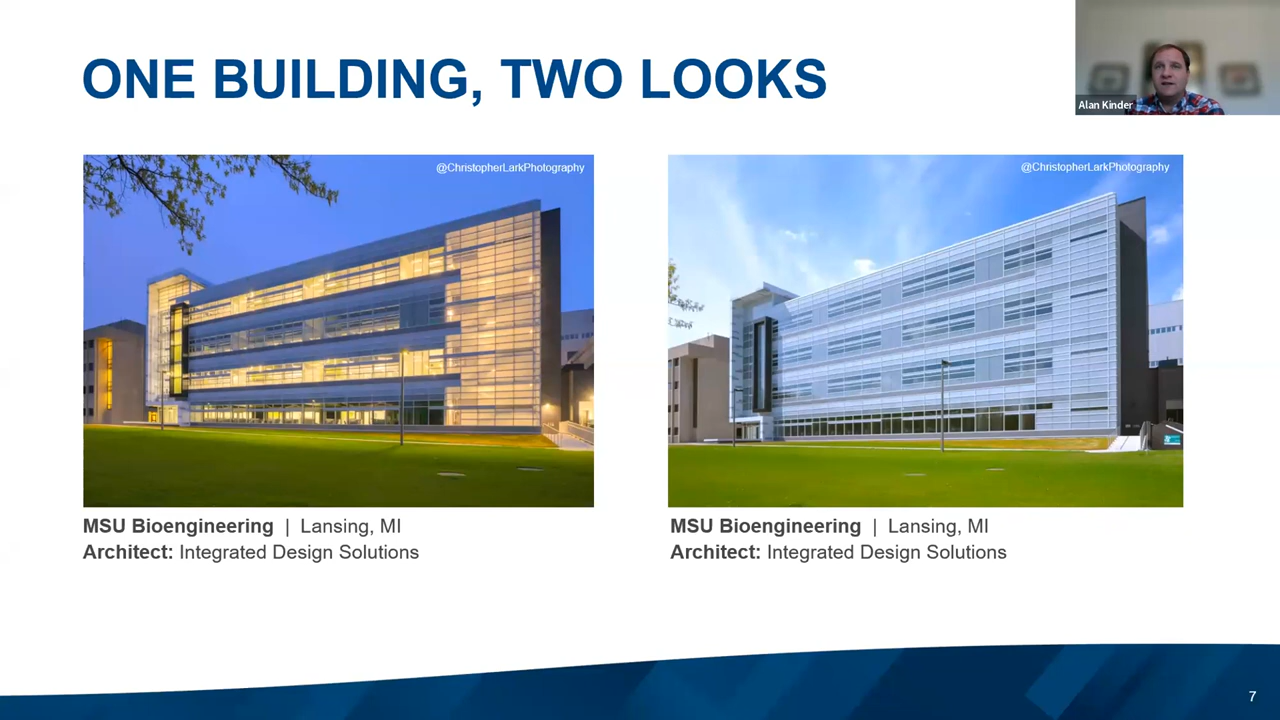 ONE BUILDING, TWO LOOKS
Alan Kinder
@ChristopherLarkPhotography
@ChristopherLarkPhotography
MSU Bioengineering | Lansing, MI
Architect: Integrated Design Solutions
MSU Bioengineering | Lansing, MI
Architect: Integrated Design Solutions
7